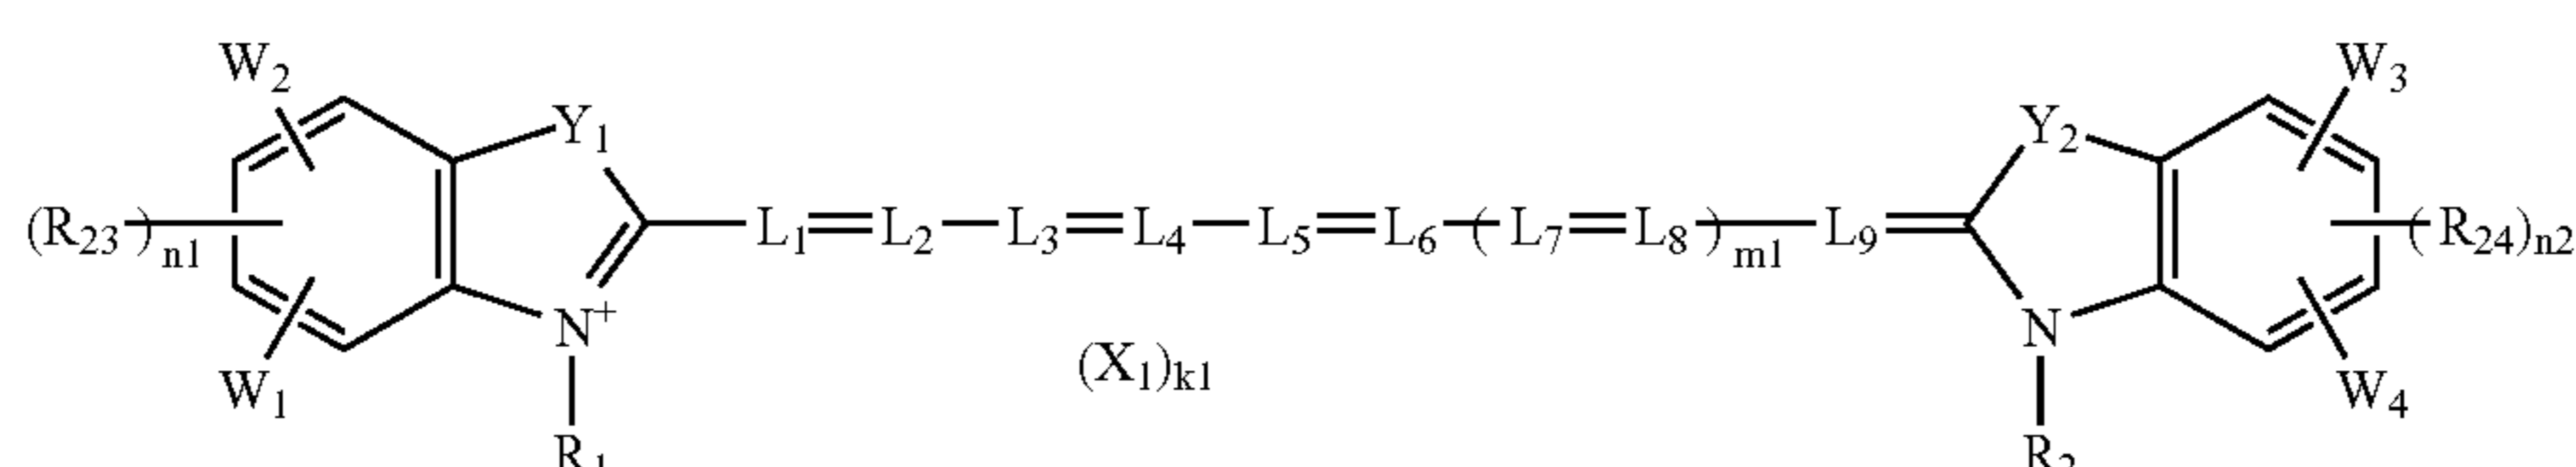 W2 W3
Y1 Y2
(R23)n1 L1=L2—L3=L4—L5=L6—(L7=L8)m1—L9= (R24)n2
N+ N
(X1)k1
W1 W4
R1 R2